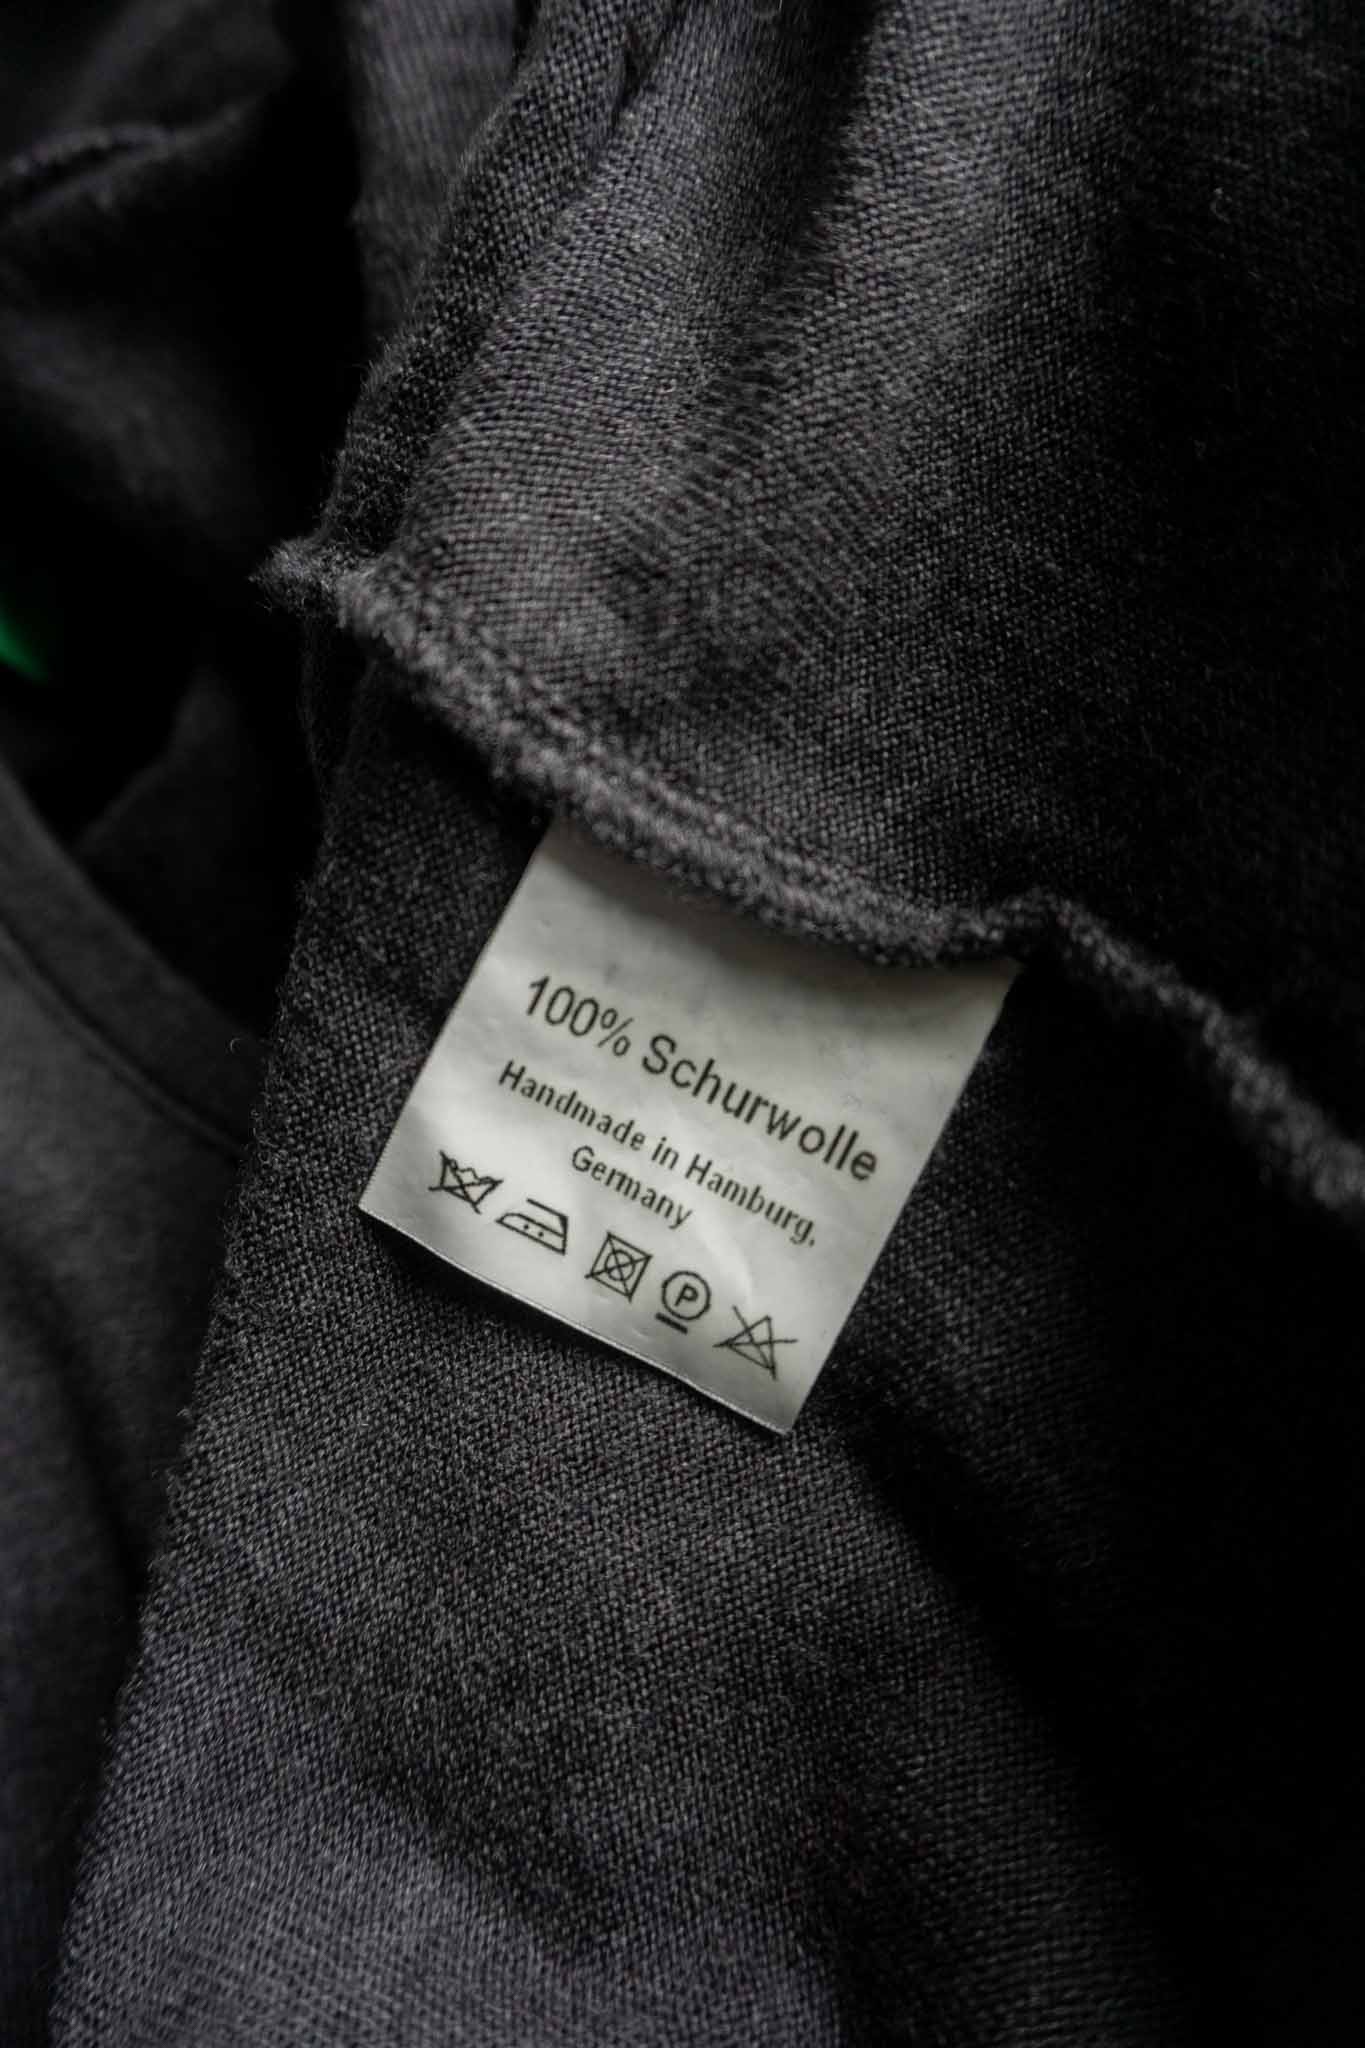 100% Schurwolle
Handmade in Hamburg,
Germany
P